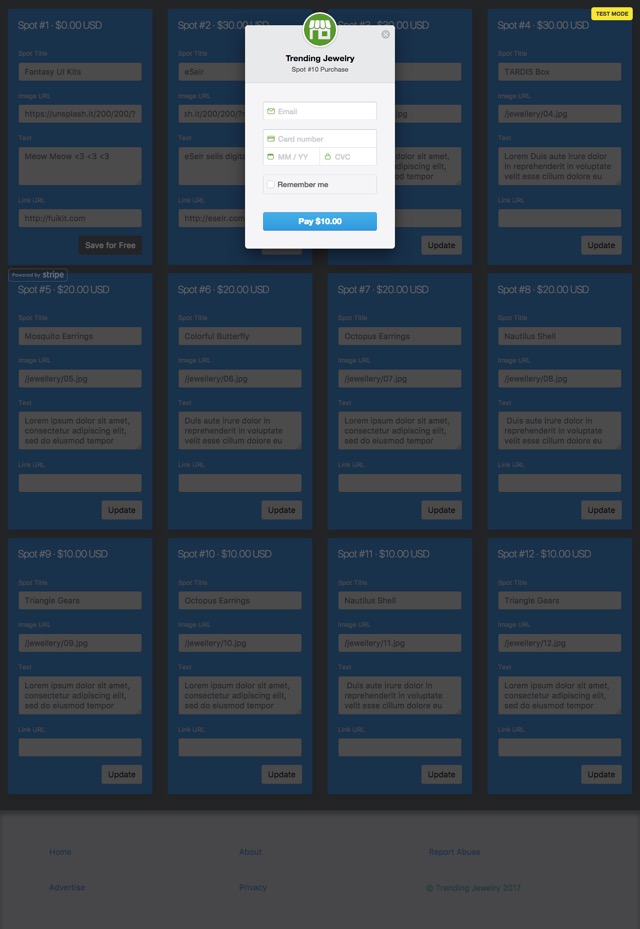 TEST MODE
Trending Jewelry
Spot #10 Purchase
Email
Card number
MM / YY
CVC
Remember me
Pay $10.00
Spot #1 · $0.00 USD
Spot Title
Fantasy UI Kits
Image URL
https://unsplash.it/200/200/?
Text
Meow Meow <3 <3 <3
Link URL
http://fuikit.com
Save for Free
Spot #2 · $30.00
Spot Title
eSeir
Image URL
sh.it/200/200/?
Text
eSeir sells digita
Link URL
http://eseir.com
.jpg
dolor sit amet,
adipiscing elit,
tempor
Update
Spot #4 · $30.00 USD
Spot Title
TARDIS Box
Image URL
//jewellery/04.jpg
Text
Lorem Duis aute irure dolor in
reprehenderit in voluptate
velit esse cillum dolore eu
Link URL
Update
Powered by stripe
Spot #5 · $20.00 USD
Spot Title
Mosquito Earrings
Image URL
//jewellery/05.jpg
Text
Lorem ipsum dolor sit amet,
consectetur adipiscing elit,
sed do eiusmod tempor
Link URL
Update
Spot #6 · $20.00 USD
Spot Title
Colorful Butterfly
Image URL
//jewellery/06.jpg
Text
Duis aute irure dolor in
reprehenderit in voluptate
velit esse cillum dolore eu
Link URL
Update
Spot #7 · $20.00 USD
Spot Title
Octopus Earrings
Image URL
//jewellery/07.jpg
Text
Lorem ipsum dolor sit amet,
consectetur adipiscing elit,
sed do eiusmod tempor
Link URL
Update
Spot #8 · $20.00 USD
Spot Title
Nautilus Shell
Image URL
//jewellery/08.jpg
Text
Duis aute irure dolor in
reprehenderit in voluptate
velit esse cillum dolore eu
Link URL
Update
Spot #9 · $10.00 USD
Spot Title
Triangle Gears
Image URL
//jewellery/09.jpg
Text
Lorem ipsum dolor sit amet,
consectetur adipiscing elit,
sed do eiusmod tempor
Link URL
Update
Spot #10 · $10.00 USD
Spot Title
Octopus Earrings
Image URL
//jewellery/10.jpg
Text
Lorem ipsum dolor sit amet,
consectetur adipiscing elit,
sed do eiusmod tempor
Link URL
Update
Spot #11 · $10.00 USD
Spot Title
Nautilus Shell
Image URL
//jewellery/11.jpg
Text
Duis aute irure dolor in
reprehenderit in voluptate
velit esse cillum dolore eu
Link URL
Update
Spot #12 · $10.00 USD
Spot Title
Triangle Gears
Image URL
//jewellery/12.jpg
Text
Lorem ipsum dolor sit amet,
consectetur adipiscing elit,
sed do eiusmod tempor
Link URL
Update
Home
About
Report Abuse
Advertise
Privacy
© Trending Jewelry 2017